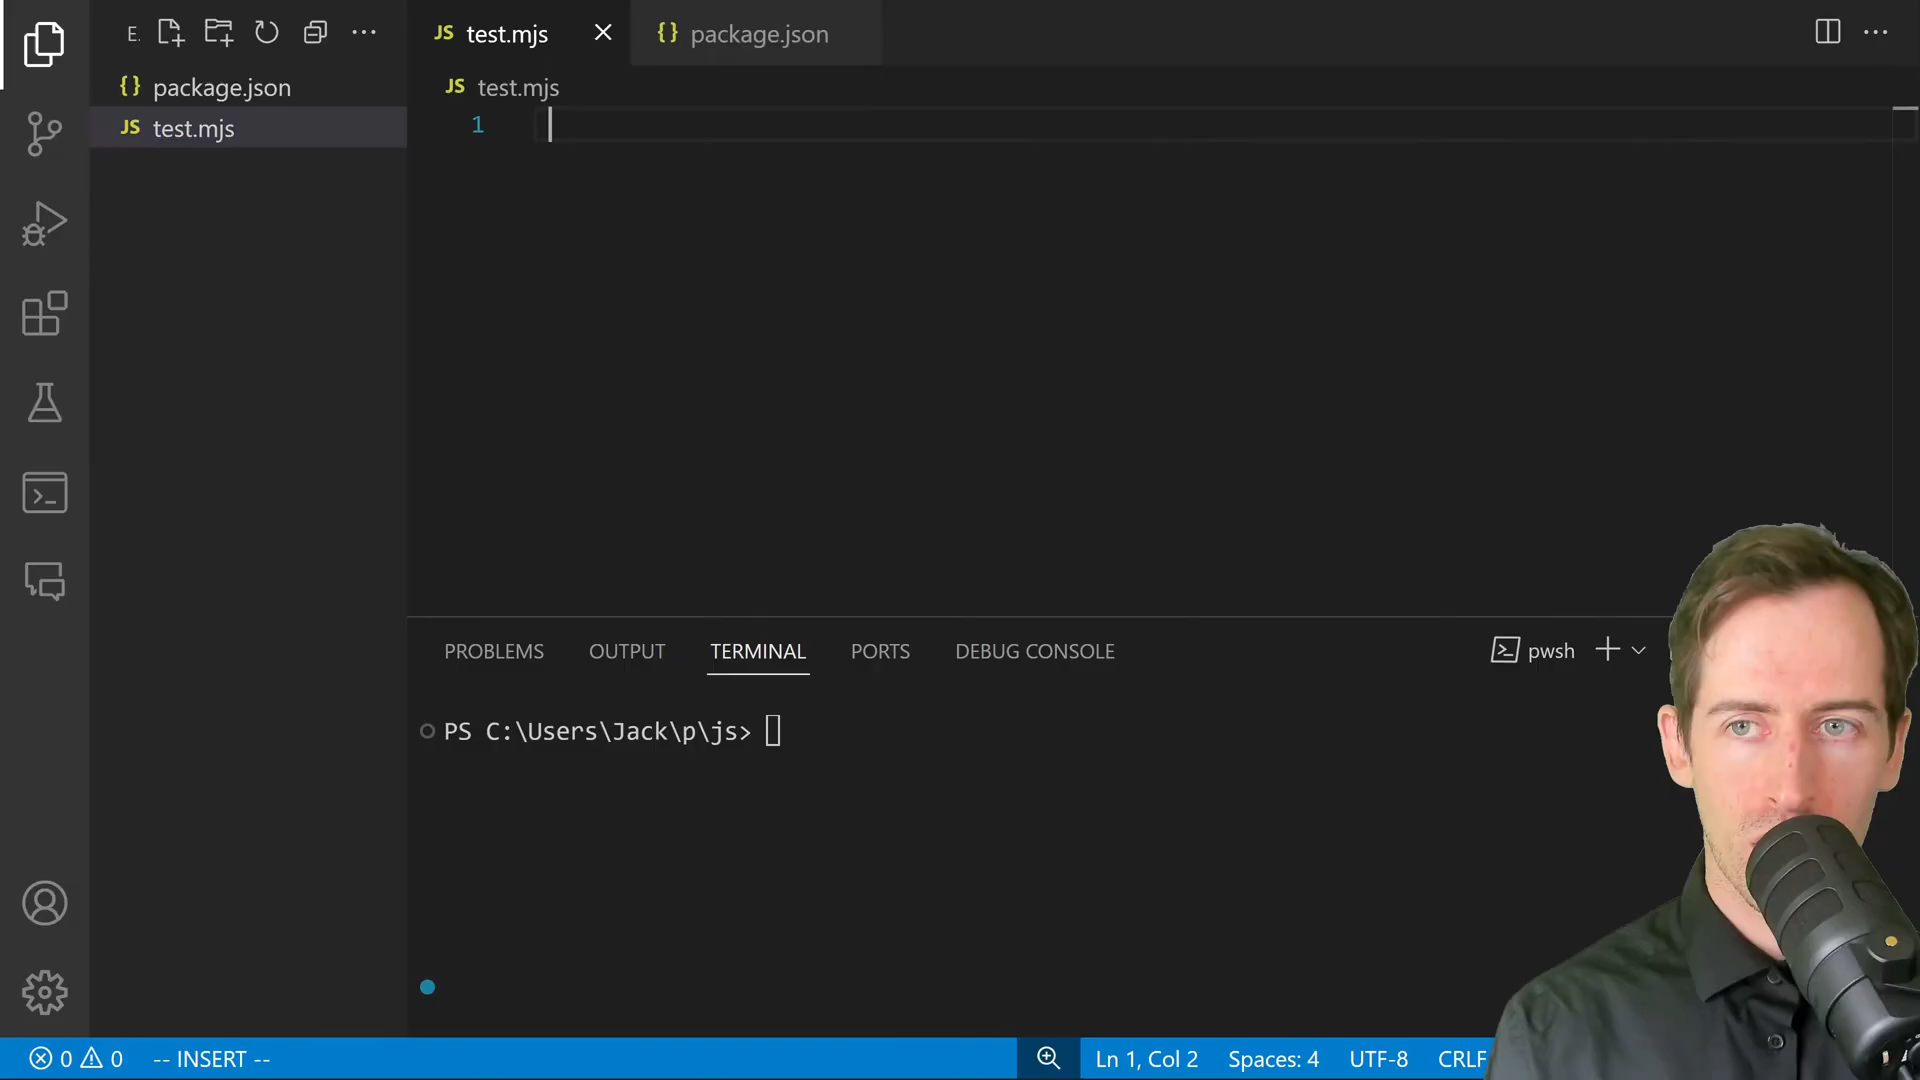 E.
JS test.mjs
{} package.json
{} package.json
JS test.mjs
JS test.mjs
1
PROBLEMS OUTPUT TERMINAL PORTS DEBUG CONSOLE
pwsh
PS C:\Users\Jack\p\js>
0 0 -- INSERT --
Ln 1, Col 2 Spaces: 4 UTF-8 CRLF